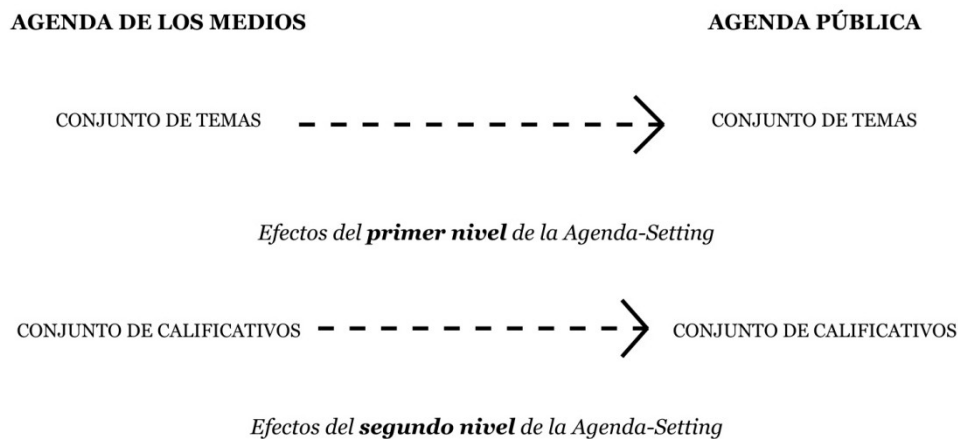 AGENDA DE LOS MEDIOS
AGENDA PÚBLICA
CONJUNTO DE TEMAS
CONJUNTO DE TEMAS
Efectos del primer nivel de la Agenda-Setting
CONJUNTO DE CALIFICATIVOS
CONJUNTO DE CALIFICATIVOS
Efectos del segundo nivel de la Agenda-Setting